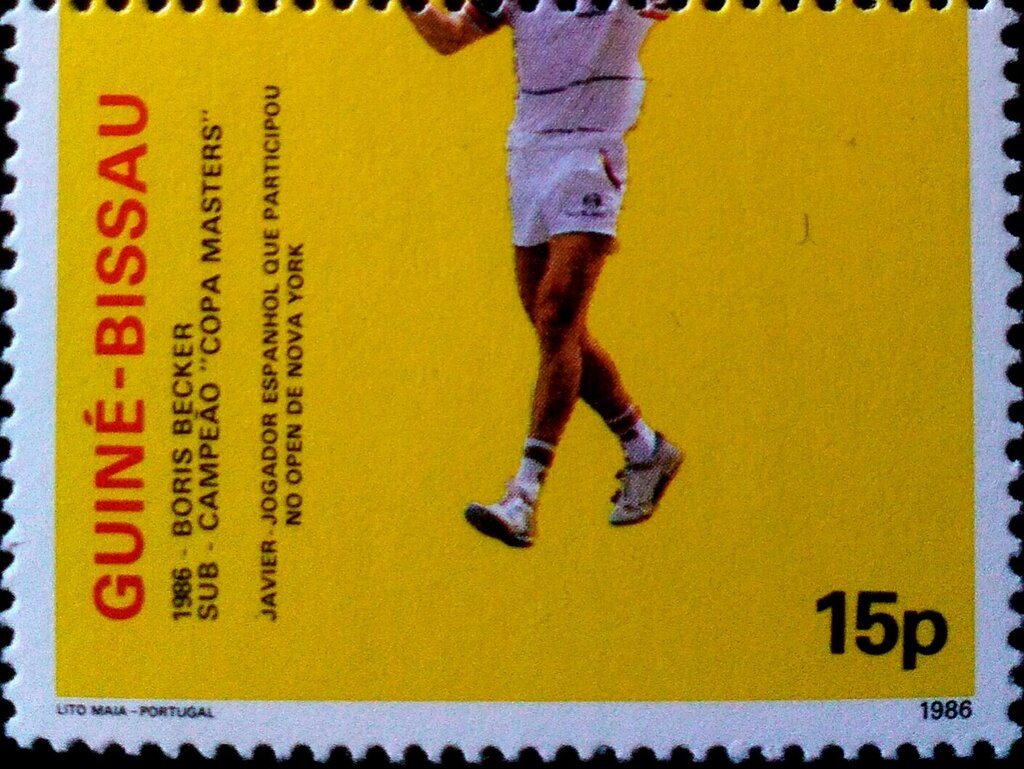 GUINÉ-BISSAU
1986 - BORIS BECKER
SUB - CAMPEÃO "COPA MASTERS"
JAVIER - JOGADOR ESPANHOL QUE PARTICIPOU
NO OPEN DE NOVA YORK
15p
LITO MAIA - PORTUGAL
1986